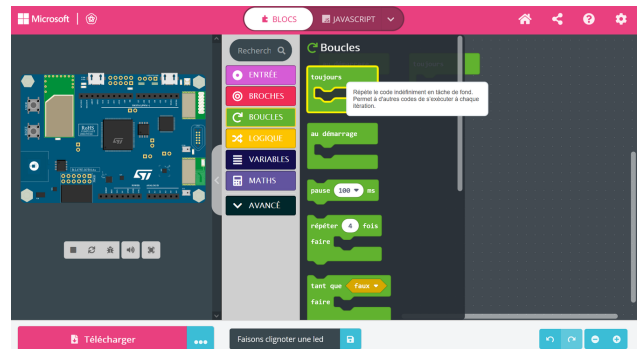 Microsoft
BLOCS
JAVASCRIPT
Recherch
ENTRÉE
BROCHES
BOUCLES
LOGIQUE
VARIABLES
MATHS
AVANCÉ
Boucles
toujours
Répète le code indéfiniment en tâche de fond.
Permet à d'autres codes de s'exécuter à chaque
itération.
au démarrage
pause 100 ms
répéter 4 fois
faire
tant que faux
faire
RoHS
Télécharger
Faisons clignoter une led